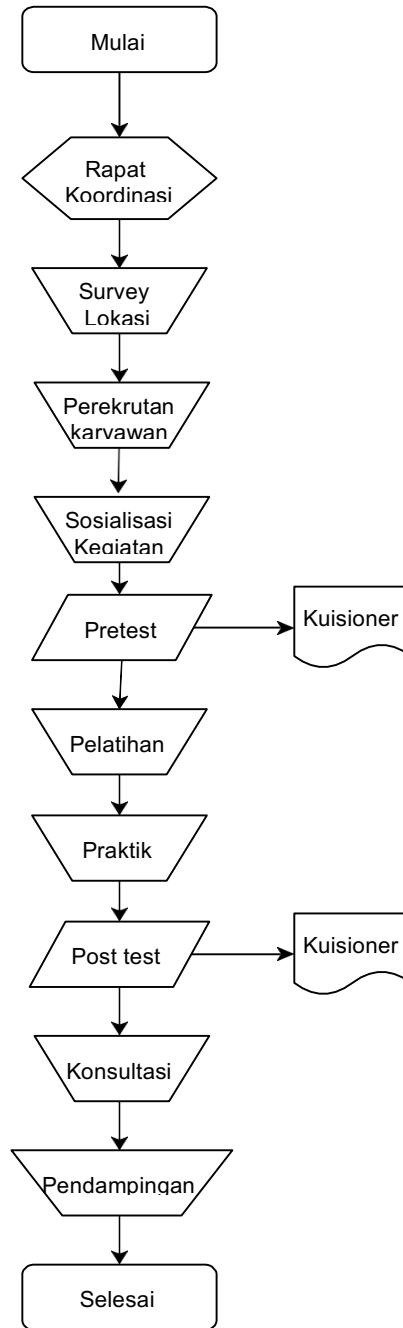 Mulai
Rapat
Koordinasi
Survey
Lokasi
Perekrutan
karyawan
Sosialisasi
Kegiatan
Pretest
Kuisioner
Pelatihan
Praktik
Post test
Kuisioner
Konsultasi
Pendampingan
Selesai